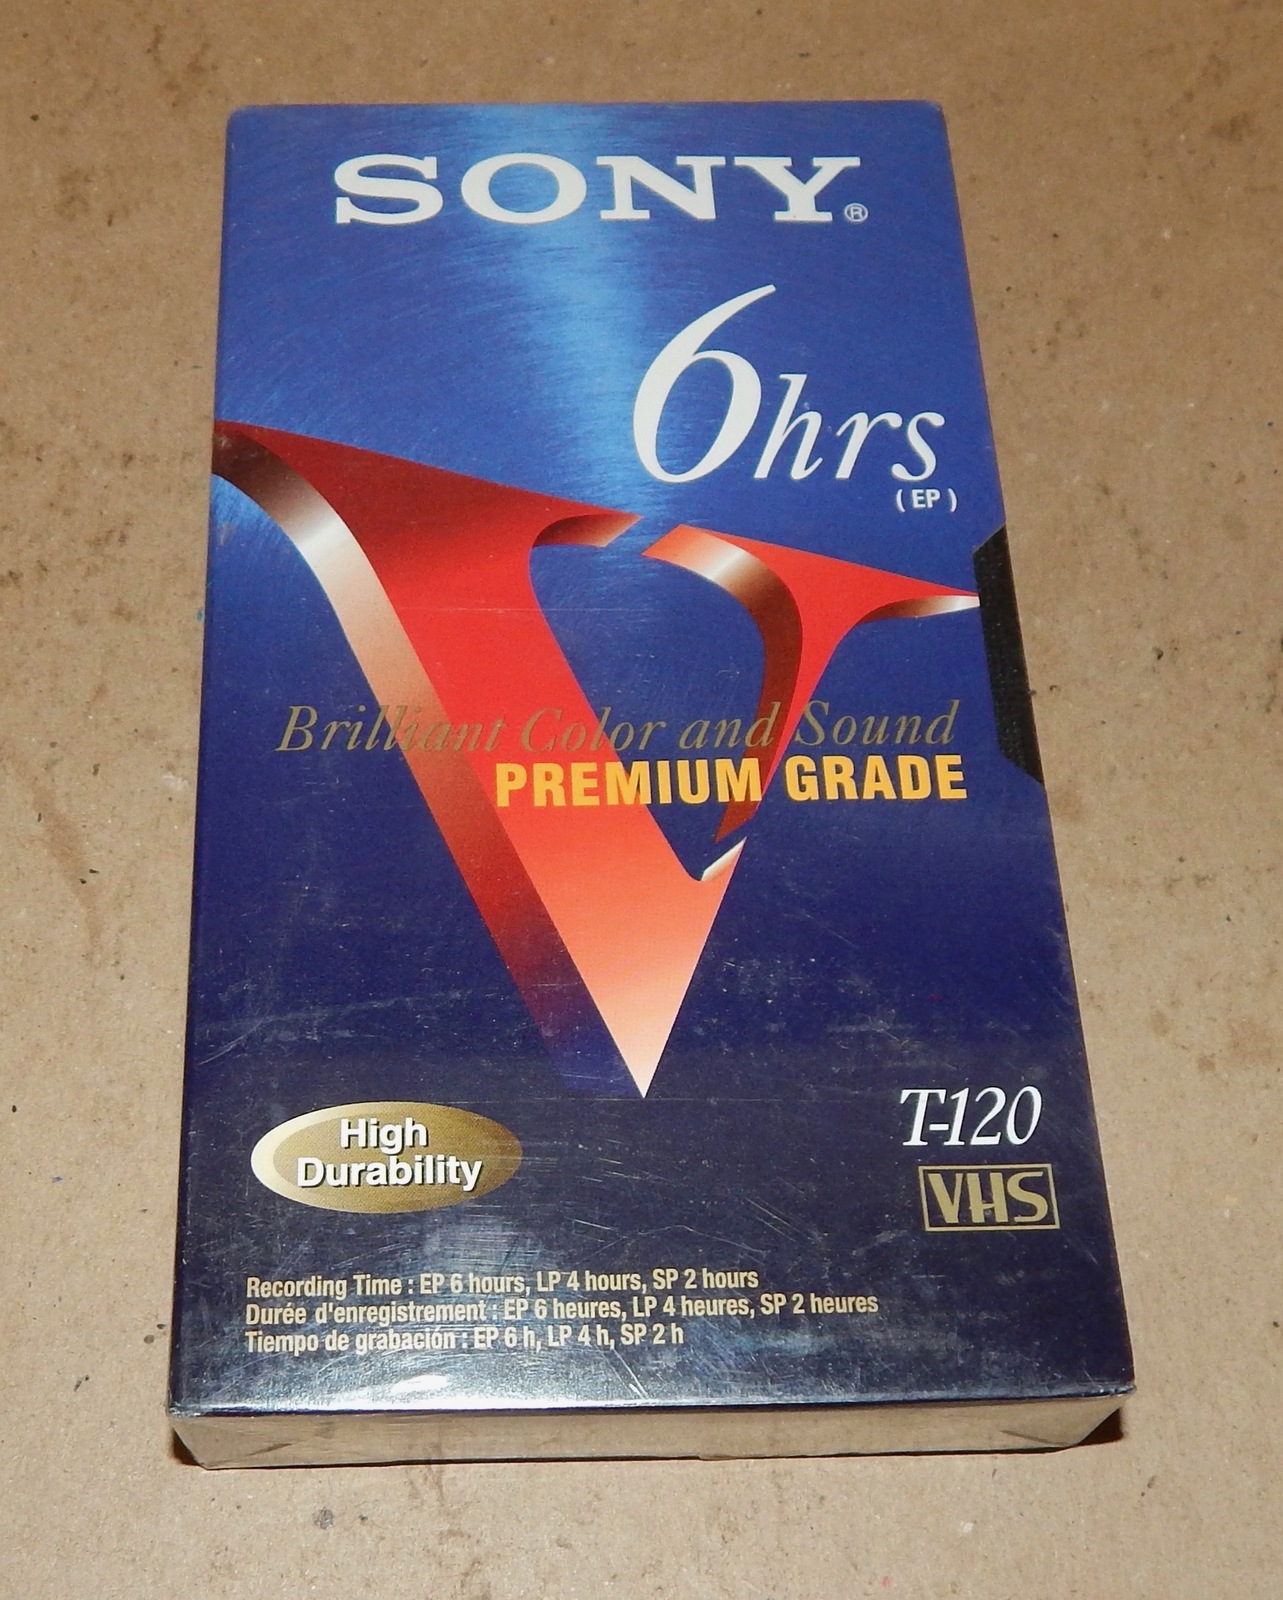 SONY®
6hrs
(EP)
Brilliant Color and Sound
PREMIUM GRADE
T-120
High
Durability
VHS
Recording Time : EP 6 hours, LP 4 hours, SP 2 hours
Durée d'enregistrement : EP 6 heures, LP 4 heures, SP 2 heures
Tiempo de grabación : EP 6 h, LP 4 h, SP 2 h